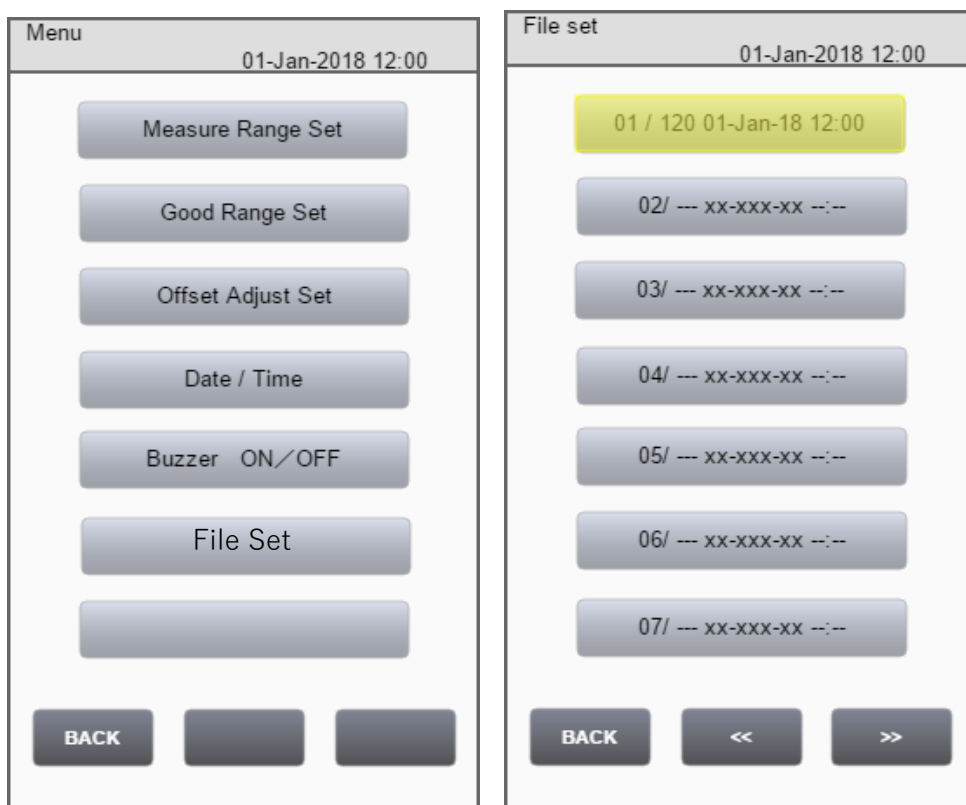 Menu
01-Jan-2018 12:00
Measure Range Set
Good Range Set
Offset Adjust Set
Date / Time
Buzzer　ON／OFF
File Set
BACK
File set
01-Jan-2018 12:00
01 / 120 01-Jan-18 12:00
02/ --- xx-xxx-xx --:--
03/ --- xx-xxx-xx --:--
04/ --- xx-xxx-xx --:--
05/ --- xx-xxx-xx --:--
06/ --- xx-xxx-xx --:--
07/ --- xx-xxx-xx --:--
BACK << >>